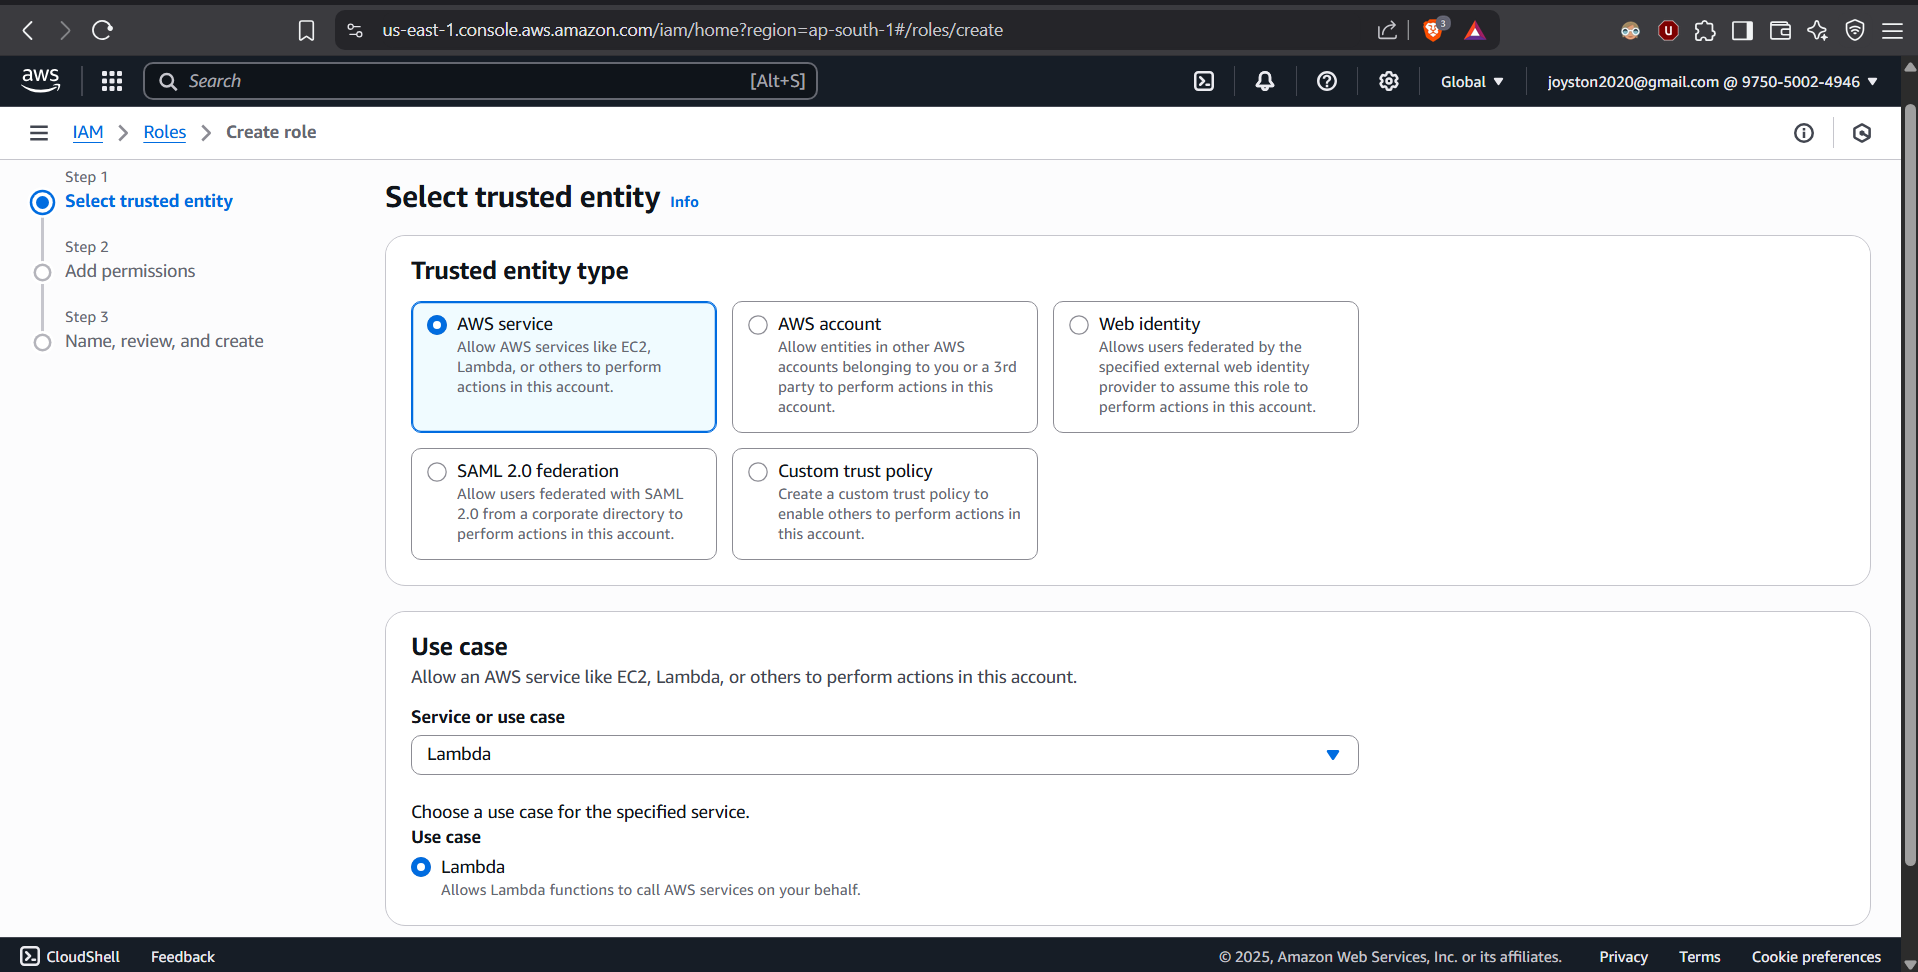 us-east-1.console.aws.amazon.com/iam/home?region=ap-south-1#/roles/create
3
U
aws
Search
[Alt+S]
Global
joyston2020@gmail.com @ 9750-5002-4946
IAM
Roles
Create role
Step 1
Select trusted entity
Step 2
Add permissions
Step 3
Name, review, and create
Select trusted entity Info
Trusted entity type
AWS service
Allow AWS services like EC2,
Lambda, or others to perform
actions in this account.
AWS account
Allow entities in other AWS
accounts belonging to you or a 3rd
party to perform actions in this
account.
Web identity
Allows users federated by the
specified external web identity
provider to assume this role to
perform actions in this account.
SAML 2.0 federation
Allow users federated with SAML
2.0 from a corporate directory to
perform actions in this account.
Custom trust policy
Create a custom trust policy to
enable others to perform actions in
this account.
Use case
Allow an AWS service like EC2, Lambda, or others to perform actions in this account.
Service or use case
Lambda
Choose a use case for the specified service.
Use case
Lambda
Allows Lambda functions to call AWS services on your behalf.
CloudShell
Feedback
© 2025, Amazon Web Services, Inc. or its affiliates.
Privacy
Terms
Cookie preferences